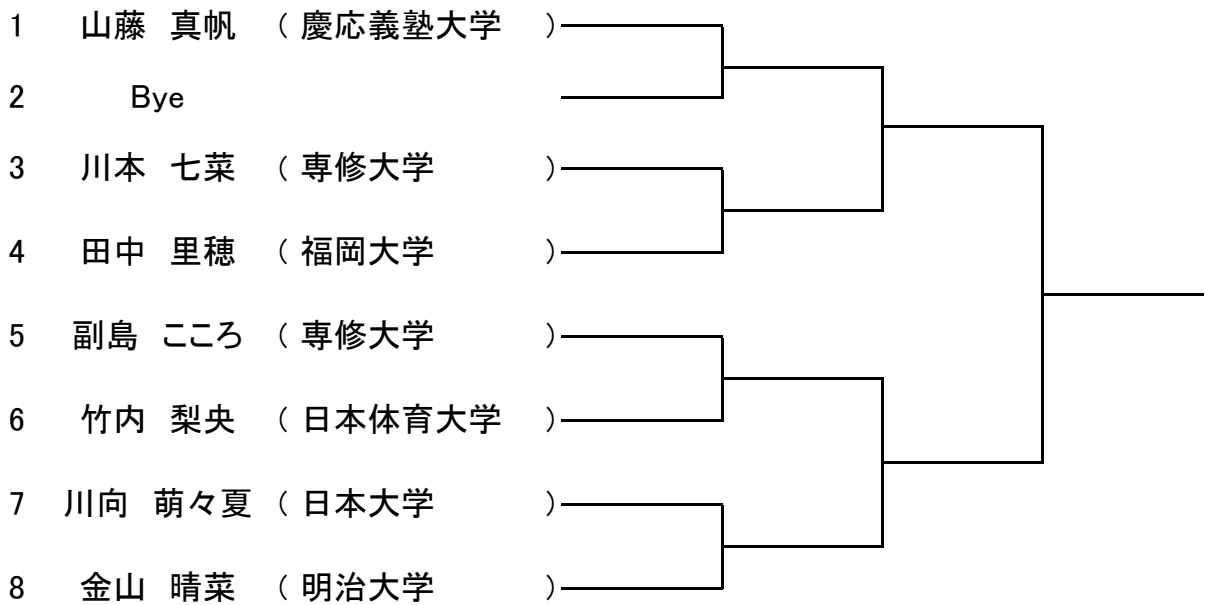 1 山藤 真帆 ( 慶応義塾大学 )
2 Bye
3 川本 七菜 ( 専修大学 )
4 田中 里穂 ( 福岡大学 )
5 副島 こころ ( 専修大学 )
6 竹内 梨央 ( 日本体育大学 )
7 川向 萌々夏 ( 日本大学 )
8 金山 晴菜 ( 明治大学 )